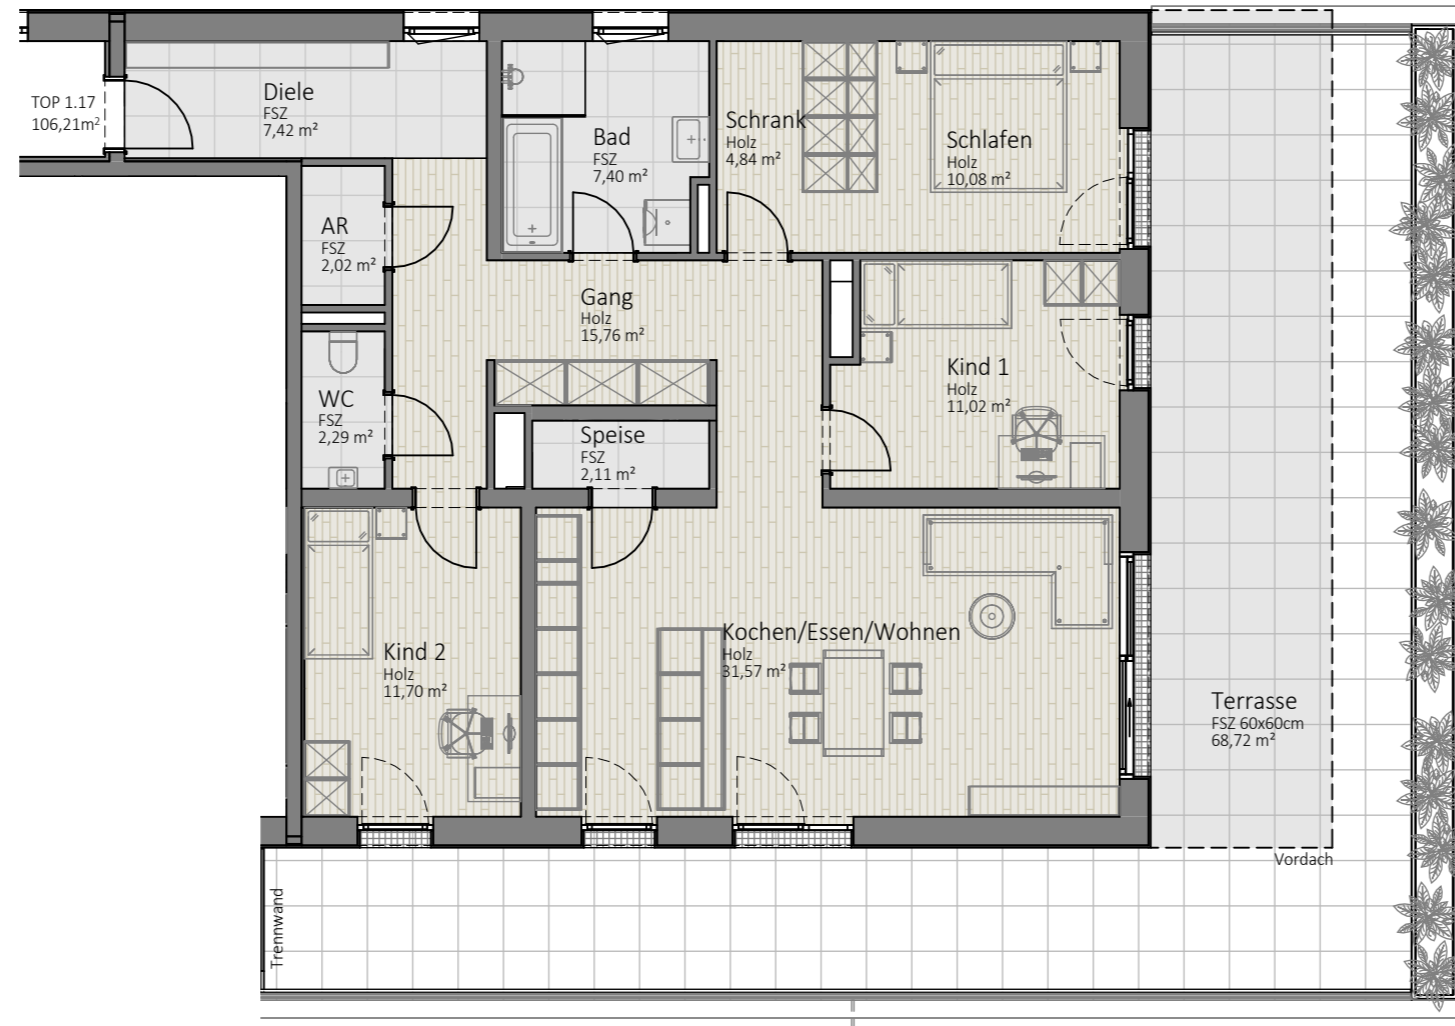 TOP 1.17
106,21m²
Diele
FSZ
7,42 m²
Bad
FSZ
7,40 m²
Schrank
Holz
4,84 m²
Schlafen
Holz
10,08 m²
AR
FSZ
2,02 m²
Gang
Holz
15,76 m²
Kind 1
Holz
11,02 m²
WC
FSZ
2,29 m²
Speise
FSZ
2,11 m²
Kind 2
Holz
11,70 m²
Kochen/Essen/Wohnen
Holz
31,57 m²
Terrasse
FSZ 60x60cm
68,72 m²
Vordach
Trennwand